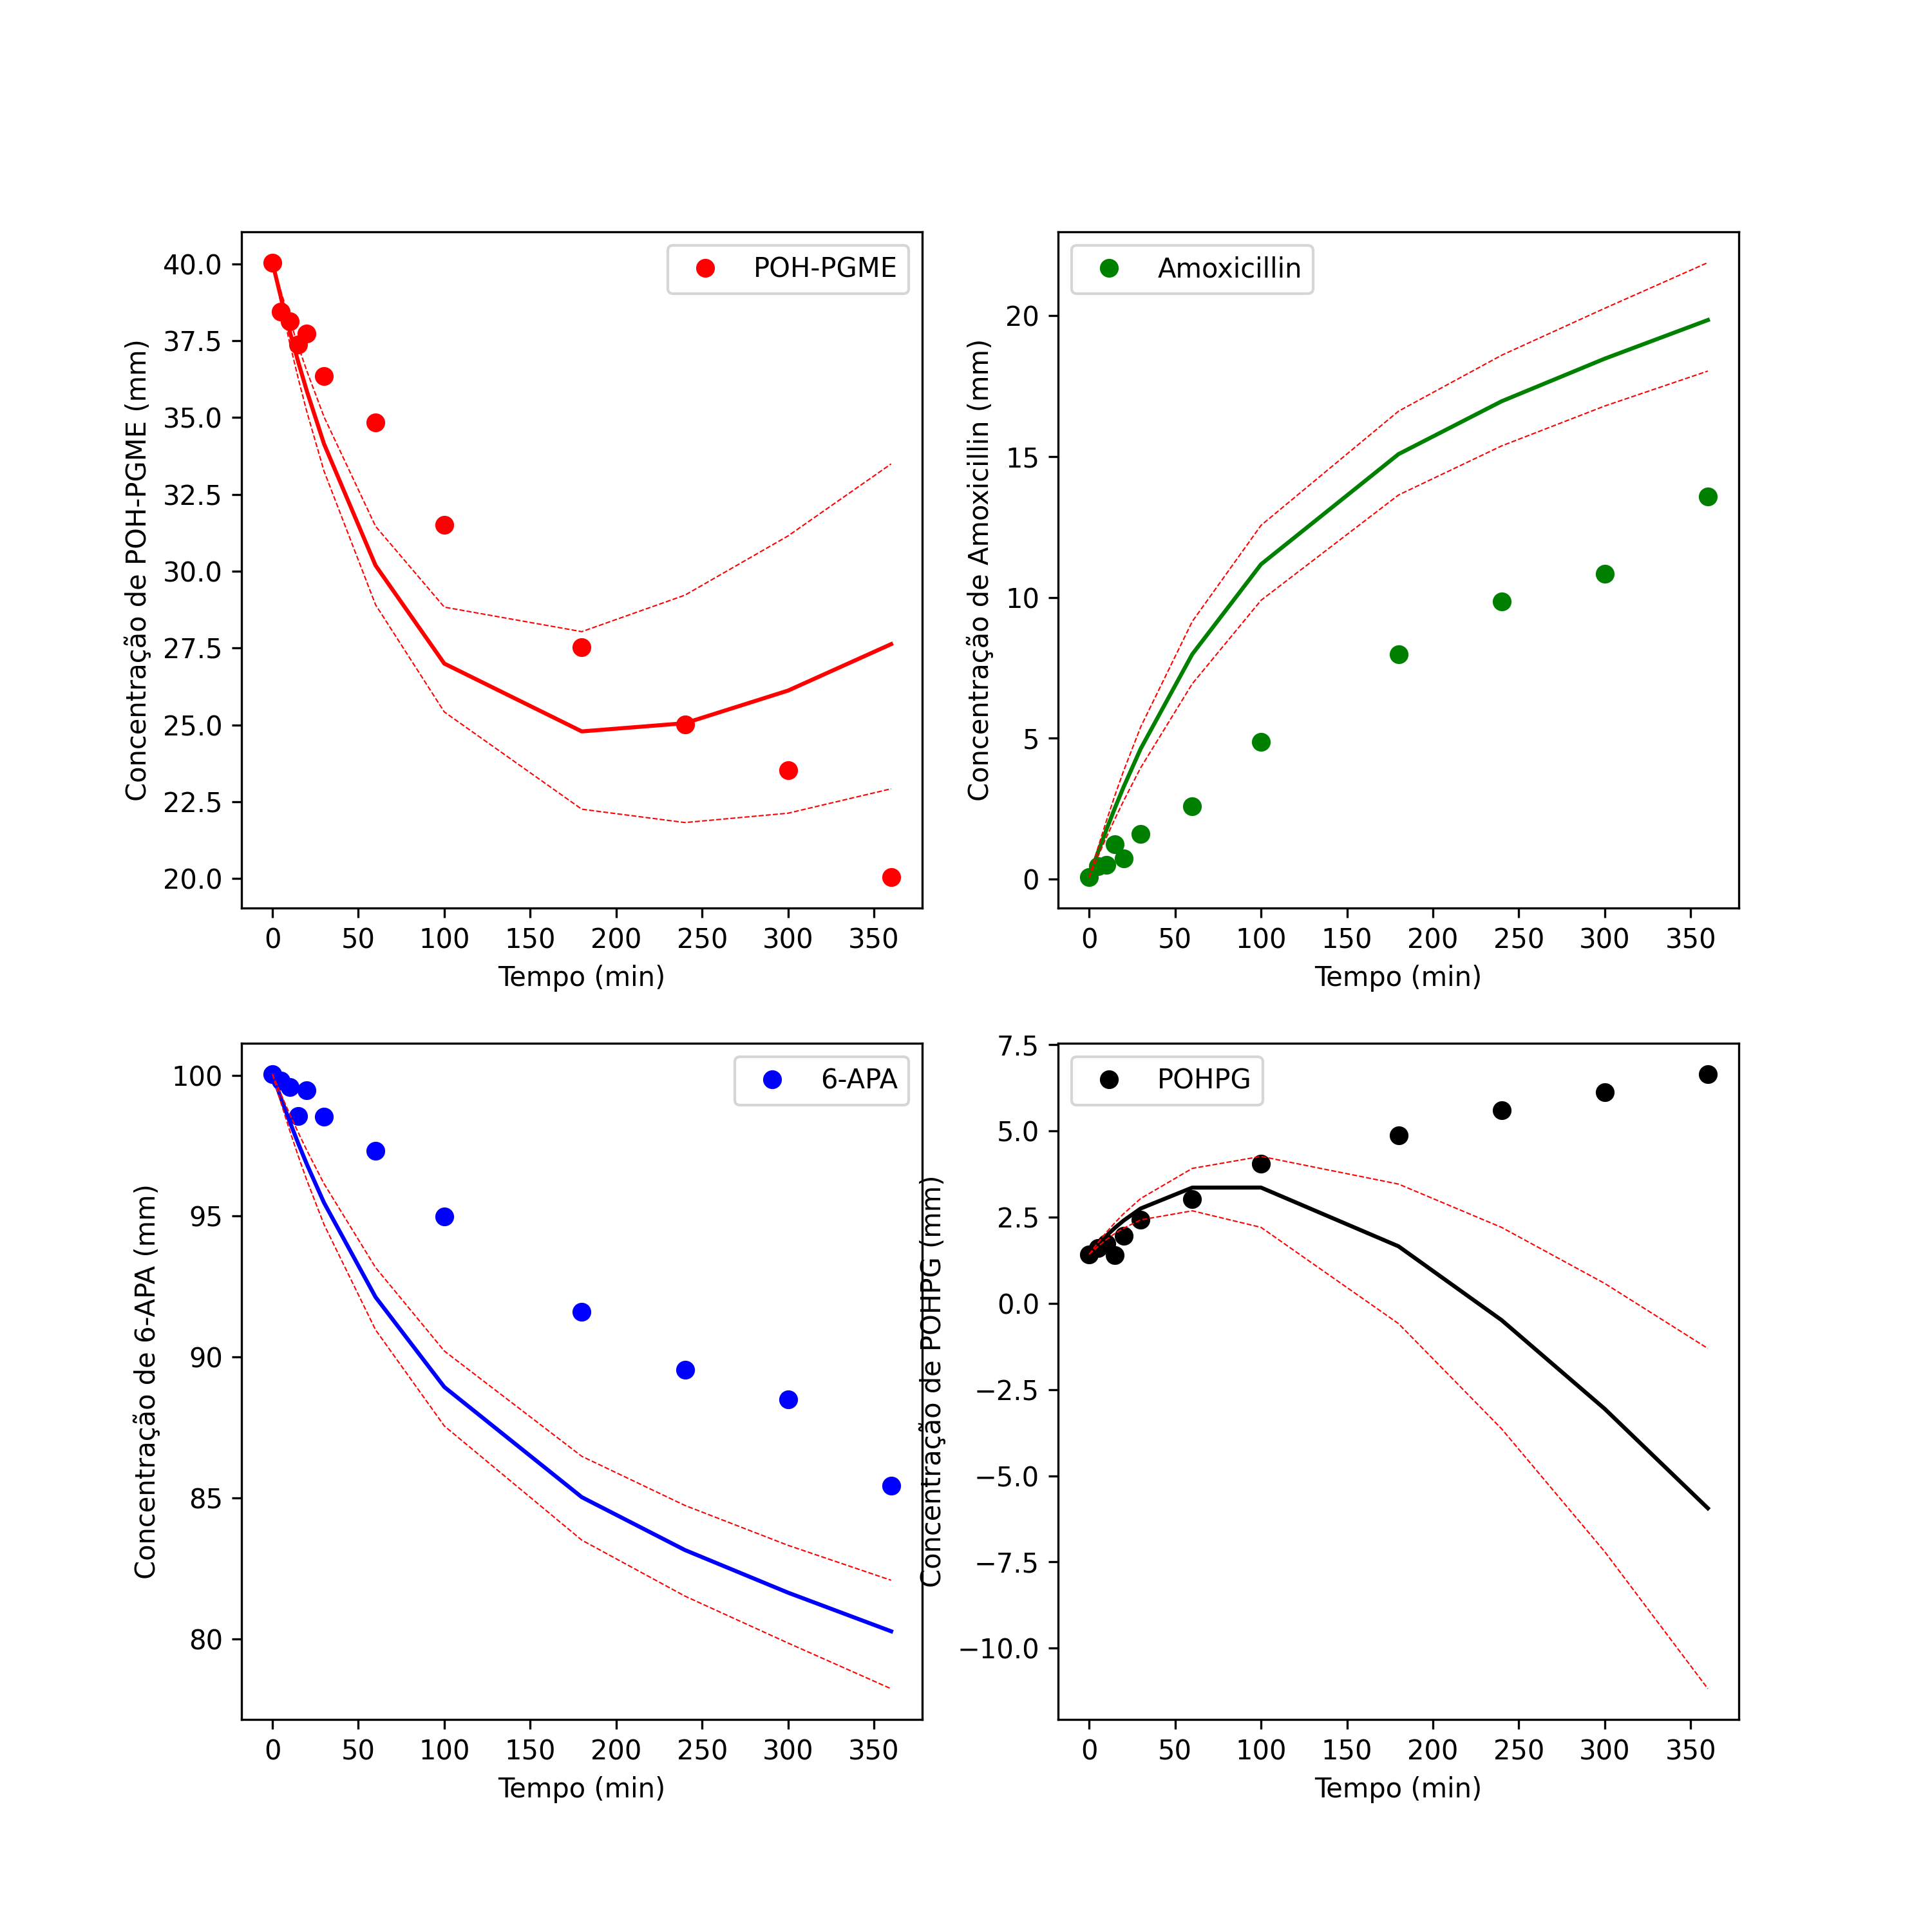 POH-PGME
40.0
37.5
35.0
32.5
30.0
27.5
25.0
22.5
20.0
Concentração de POH-PGME (mm)
0 50 100 150 200 250 300 350
Tempo (min)
Amoxicillin
20
15
10
5
0
Concentração de Amoxicillin (mm)
0 50 100 150 200 250 300 350
Tempo (min)
6-APA
100
95
90
85
80
Concentração de 6-APA (mm)
0 50 100 150 200 250 300 350
Tempo (min)
POHPG
7.5
5.0
2.5
0.0
−2.5
−5.0
−7.5
−10.0
Concentração de POHPG (mm)
0 50 100 150 200 250 300 350
Tempo (min)